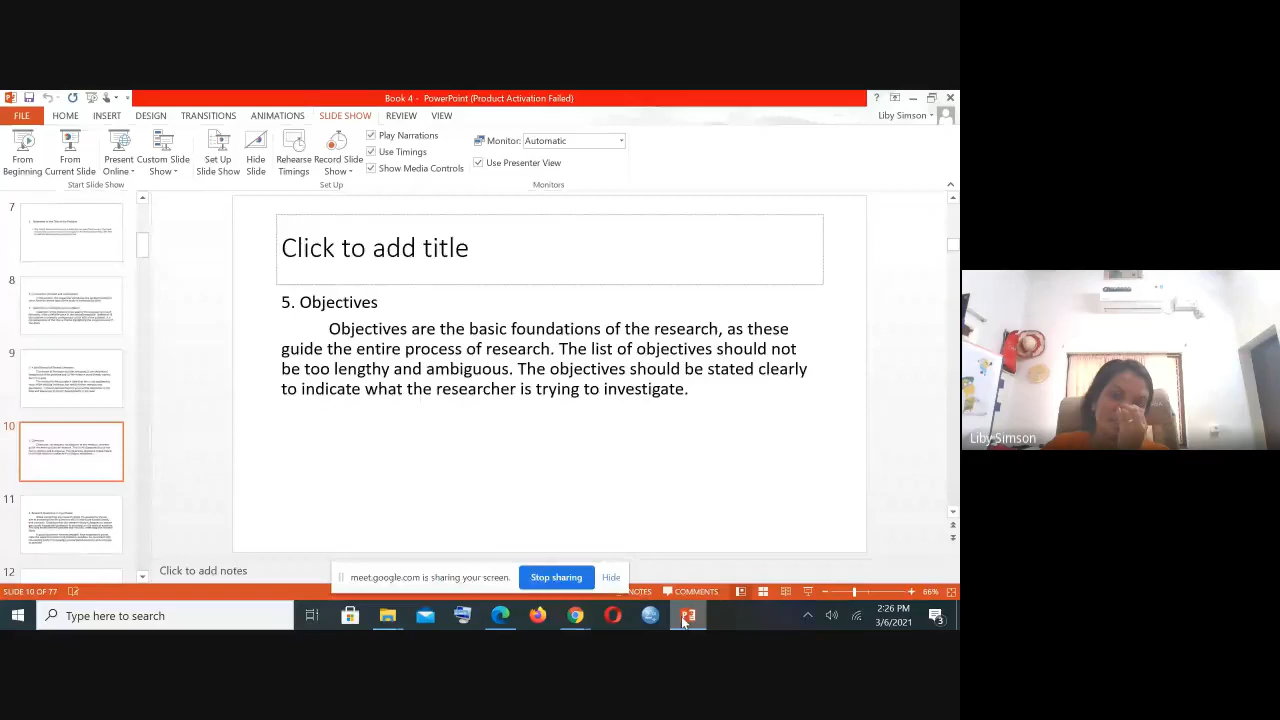 Book 4 - PowerPoint (Product Activation Failed)
FILE HOME INSERT DESIGN TRANSITIONS ANIMATIONS SLIDE SHOW REVIEW VIEW Liby Simson
From Beginning
From Current Slide
Present Online
Custom Slide Show
Set Up Slide Show
Hide Slide
Rehearse Timings
Record Slide Show
Play Narrations
Use Timings
Show Media Controls
Monitor: Automatic
Use Presenter View
Start Slide Show
Set Up
Monitors
7
8
9
10
11
12
Click to add title
5. Objectives
Objectives are the basic foundations of the research, as these
guide the entire process of research. The list of objectives should not
be too lengthy and ambiguous. The objectives should be stated clearly
to indicate what the researcher is trying to investigate.
Click to add notes
meet.google.com is sharing your screen. Stop sharing Hide
SLIDE 10 OF 77 NOTES COMMENTS 66%
Type here to search
2:26 PM
3/6/2021
3
Liby Simson